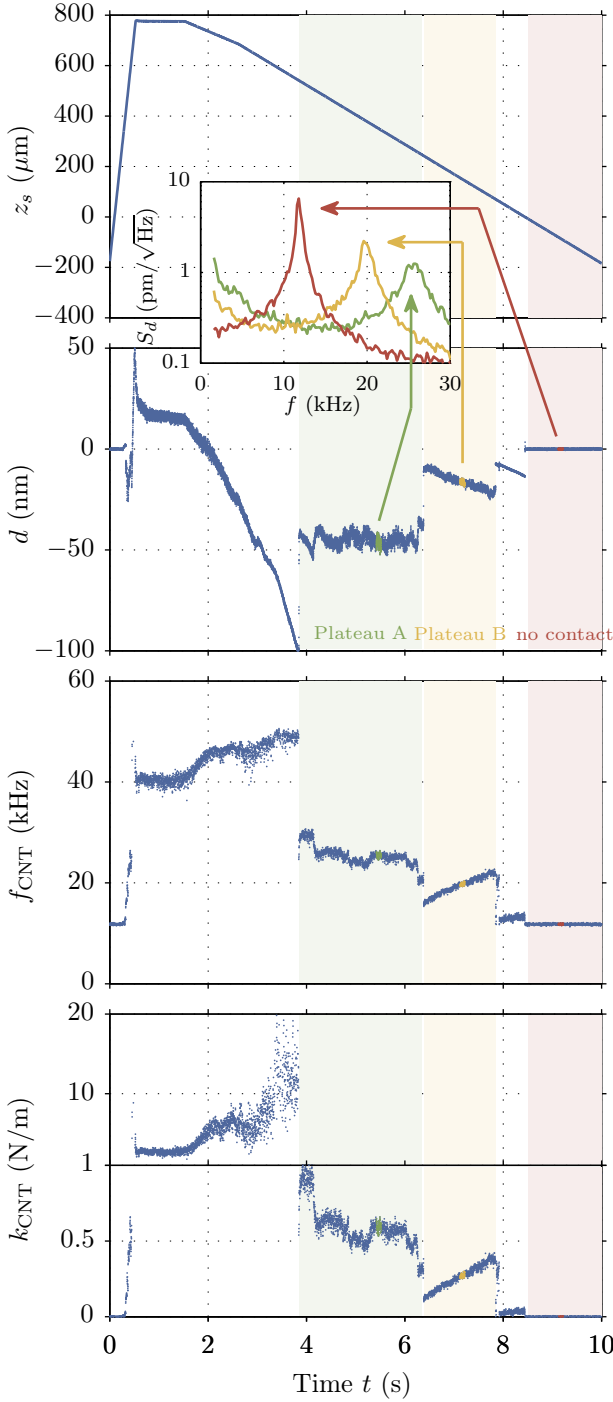 800
600
400
200
0
−200
−400
z_s (μm)
10
1
0.1
S_d (pm/√Hz)
0 10 20 30
f (kHz)
50
0
−50
−100
d (nm)
Plateau A Plateau B no contact
60
40
20
0
f_CNT (kHz)
20
10
1
0.5
0
k_CNT (N/m)
0 2 4 6 8 10
Time t (s)